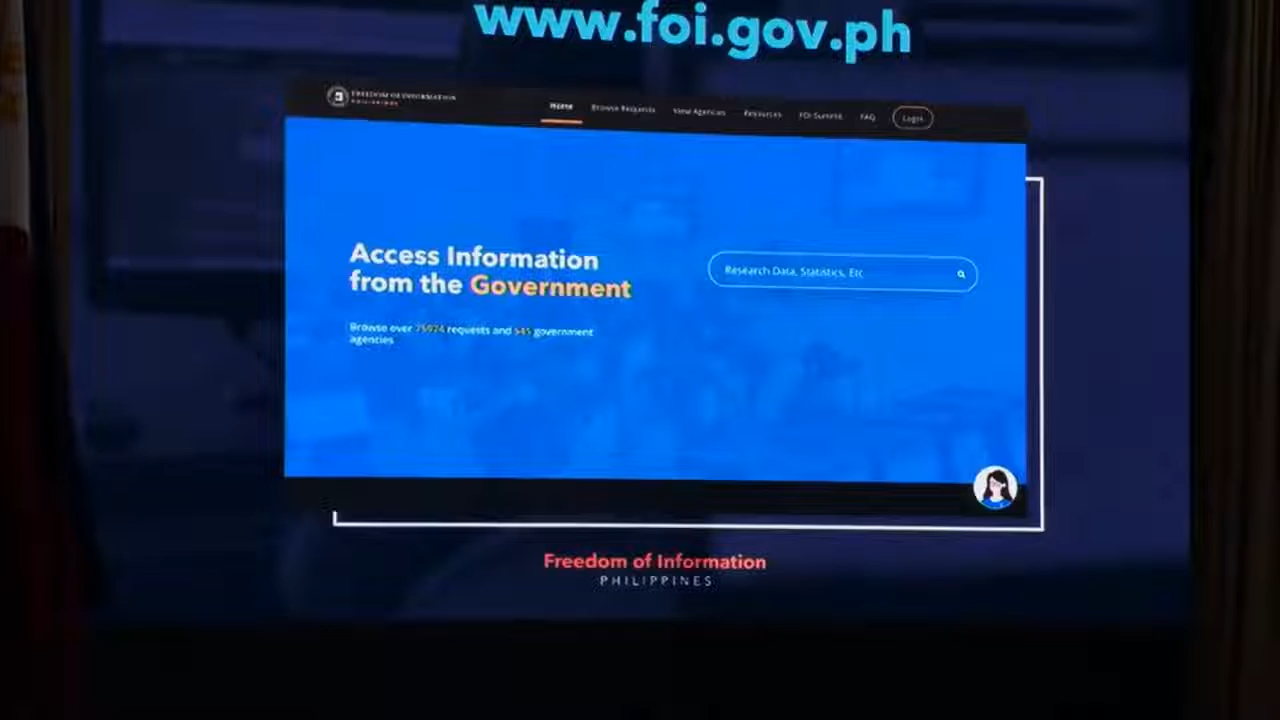 www.foi.gov.ph
FREEDOM OF INFORMATION
PHILIPPINES
Home Browse Requests View Agencies Resources FOI Summit FAQ Login
Access Information
from the Government
Research Data, Statistics, Etc
Browse over requests and 545 government
agencies
Freedom of Information
PHILIPPINES